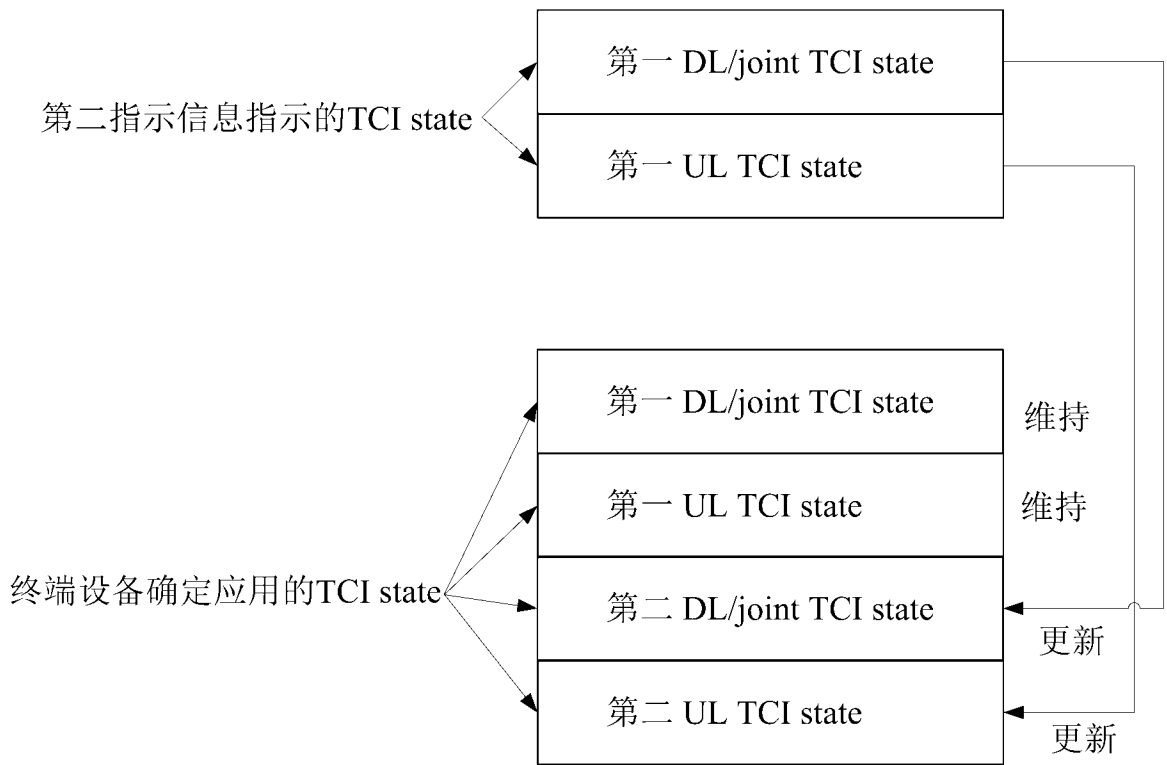 第一 DL/joint TCI state
第二指示信息指示的TCI state
第一 UL TCI state
第一 DL/joint TCI state
维持
第一 UL TCI state
维持
终端设备确定应用的TCI state
第二 DL/joint TCI state
更新
第二 UL TCI state
更新